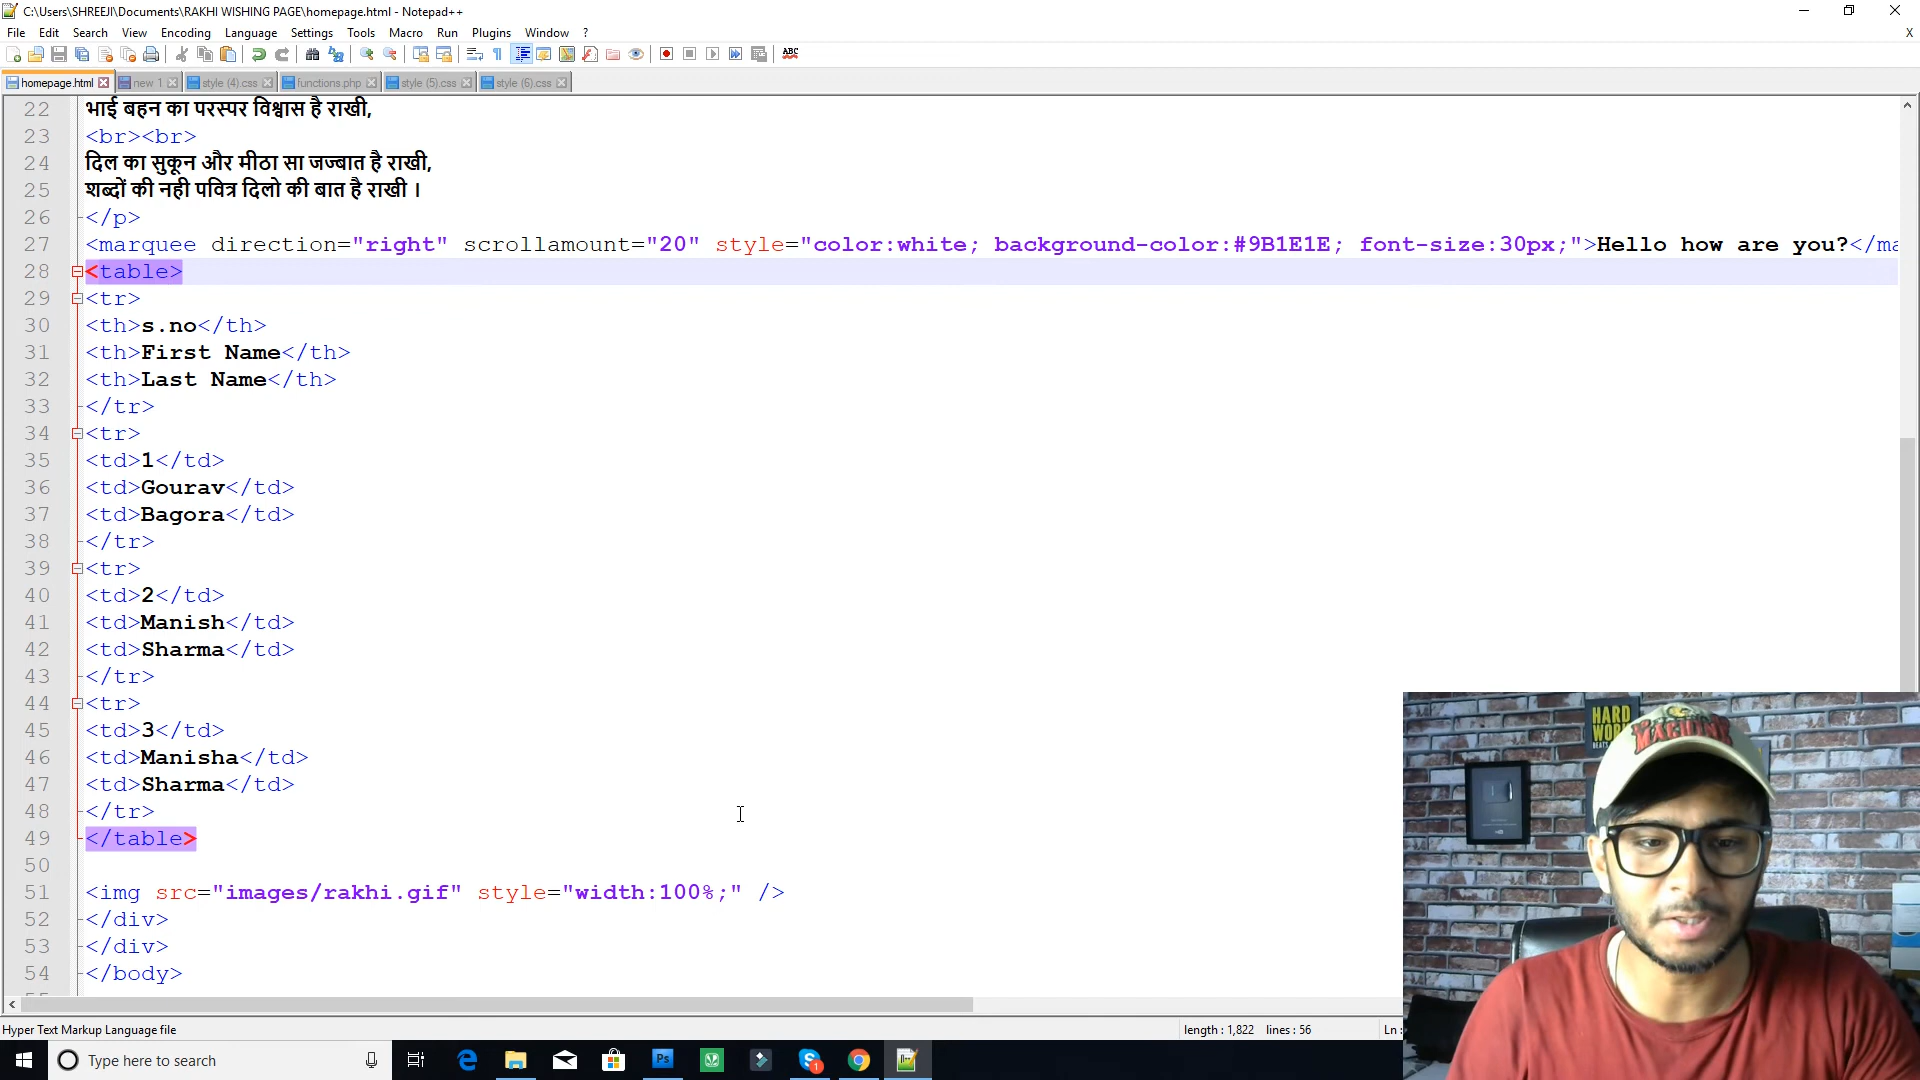 C:\Users\SHREEJI\Documents\RAKHI WISHING PAGE\homepage.html - Notepad++
File Edit Search View Encoding Language Settings Tools Macro Run Plugins Window ? X
ABC
homepage.html new 1 style (4).css functions.php style (5).css style (6).css
22 भाई बहन का परस्पर विश्वास है राखी,
23 <br><br>
24 दिल का सुकून और मीठा सा जज्बात है राखी,
25 शब्दों की नही पवित्र दिलो की बात है राखी ।
26 </p>
27 <marquee direction="right" scrollamount="20" style="color:white; background-color:#9B1E1E; font-size:30px;">Hello how are you?</ma
28 <table>
29 <tr>
30 <th>s.no</th>
31 <th>First Name</th>
32 <th>Last Name</th>
33 </tr>
34 <tr>
35 <td>1</td>
36 <td>Gourav</td>
37 <td>Bagora</td>
38 </tr>
39 <tr>
40 <td>2</td>
41 <td>Manish</td>
42 <td>Sharma</td>
43 </tr>
44 <tr>
45 <td>3</td>
46 <td>Manisha</td>
47 <td>Sharma</td>
48 </tr>
49 </table>
50
51 <img src="images/rakhi.gif" style="width:100%;" />
52 </div>
53 </div>
54 </body>
HARD
MACHINE
Hyper Text Markup Language file length : 1,822 lines : 56 Ln :
Type here to search Ps 1